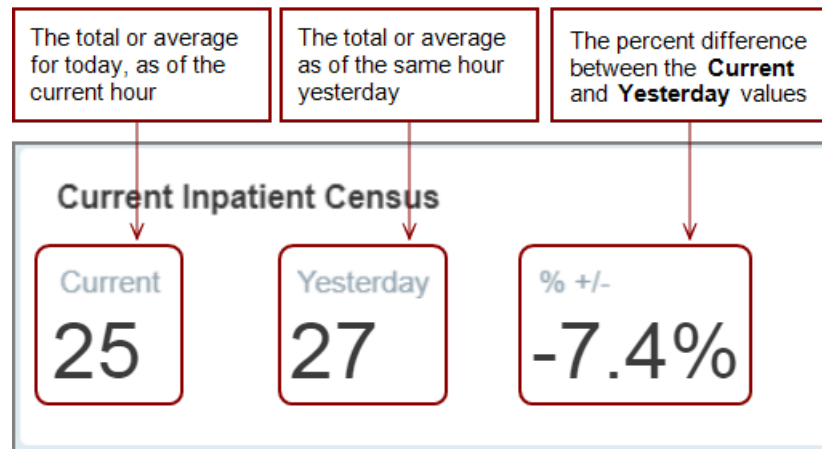 The total or average
for today, as of the
current hour
The total or average
as of the same hour
yesterday
The percent difference
between the Current
and Yesterday values
Current Inpatient Census
Current
Yesterday
% +/-
25
27
-7.4%